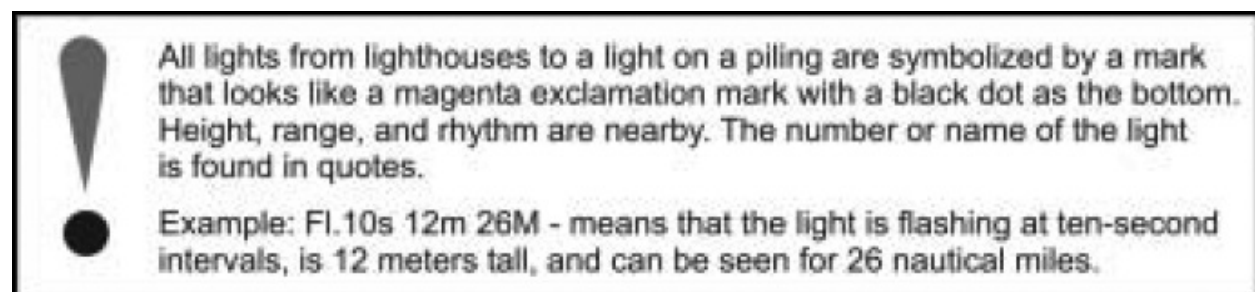 All lights from lighthouses to a light on a piling are symbolized by a mark
that looks like a magenta exclamation mark with a black dot as the bottom.
Height, range, and rhythm are nearby. The number or name of the light
is found in quotes.
Example: Fl.10s 12m 26M - means that the light is flashing at ten-second
intervals, is 12 meters tall, and can be seen for 26 nautical miles.